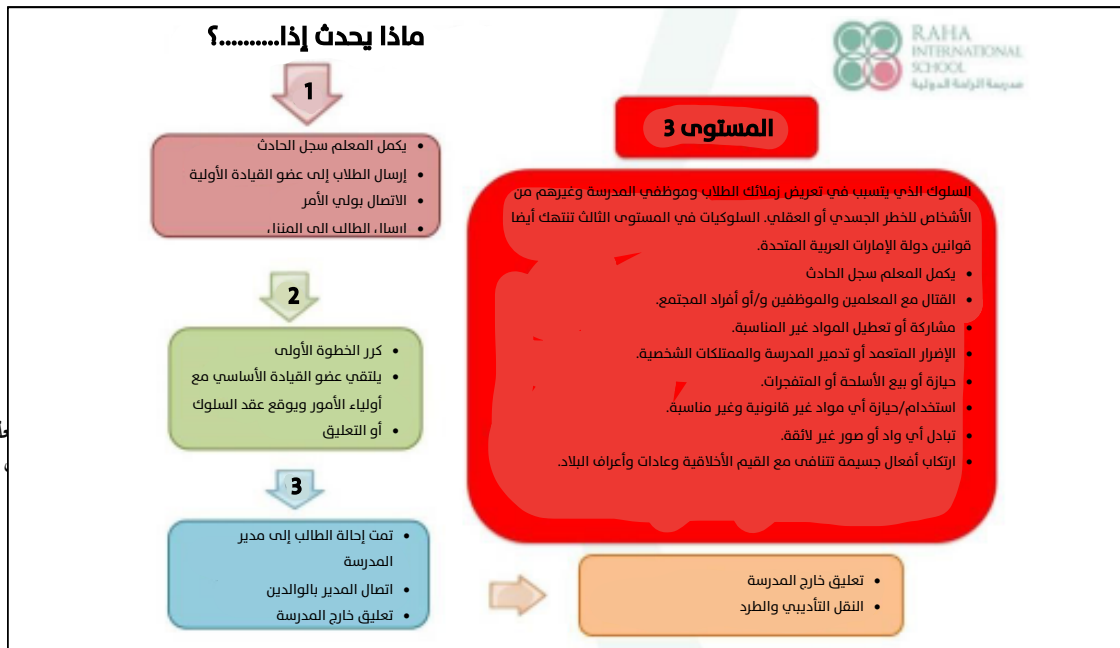 ماذا يحدث إذا..........؟
RAHA
INTERNATIONAL
SCHOOL
مدرسة الراحة الدولية
1
• يكمل المعلم سجل الحادث
• إرسال الطلاب إلى عضو القيادة الأولية
• الاتصال بولي الأمر
• إرسال الطالب إلى المنزل
2
• كرر الخطوة الأولى
• يلتقي عضو القيادة الأساسي مع
أولياء الأمور ويوقع عقد السلوك
• أو التعليق
3
• تمت إحالة الطالب إلى مدير
المدرسة
• اتصال المدير بالوالدين
• تعليق خارج المدرسة
المستوى 3
السلوك الذي يتسبب في تعريض زملائك الطلاب وموظفي المدرسة وغيرهم من
الأشخاص للخطر الجسدي أو العقلي. السلوكيات في المستوى الثالث تنتهك أيضا
قوانين دولة الإمارات العربية المتحدة.
• يكمل المعلم سجل الحادث
• القتال مع المعلمين والموظفين و/أو أفراد المجتمع.
• مشاركة أو تعطيل المواد غير المناسبة.
• الإضرار المتعمد أو تدمير المدرسة والممتلكات الشخصية.
• حيازة أو بيع الأسلحة أو المتفجرات.
• استخدام/حيازة أي مواد غير قانونية وغير مناسبة.
• تبادل أي واد أو صور غير لائقة.
• ارتكاب أفعال جسيمة تتنافى مع القيم الأخلاقية وعادات وأعراف البلاد.
• تعليق خارج المدرسة
• النقل التأديبي والطرد